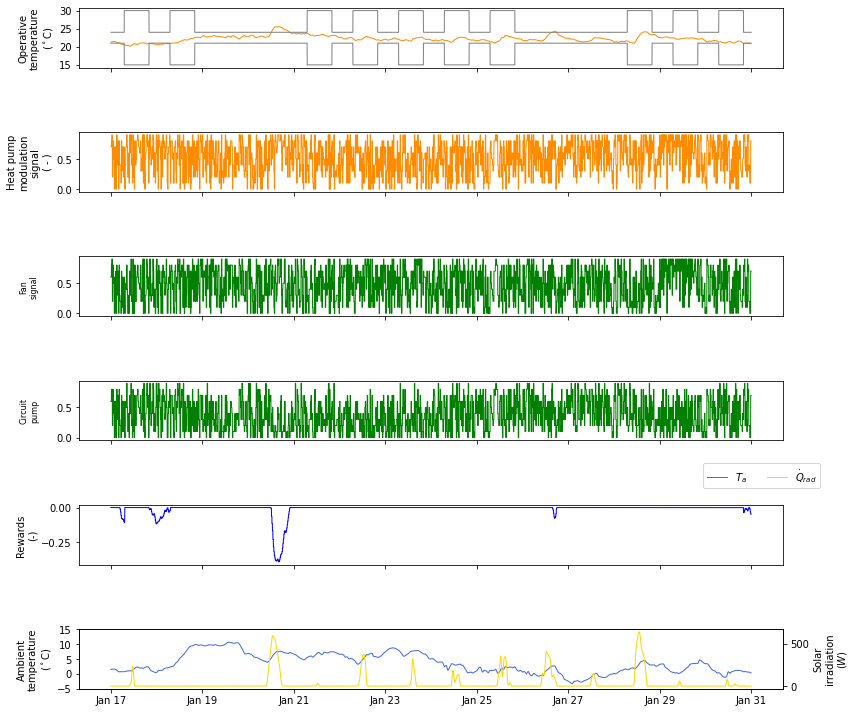 Operative
temperature
(°C)
30
25
20
15
Heat pump
modulation
signal
( - )
0.5
0.0
Fan
signal
0.5
0.0
Circuit
pump
0.5
0.0
T_a
Q̇_rad
Rewards
(-)
0.00
−0.25
Ambient
temperature
(°C)
15
10
5
0
−5
500
0
Solar
irradiation
(W)
Jan 17
Jan 19
Jan 21
Jan 23
Jan 25
Jan 27
Jan 29
Jan 31